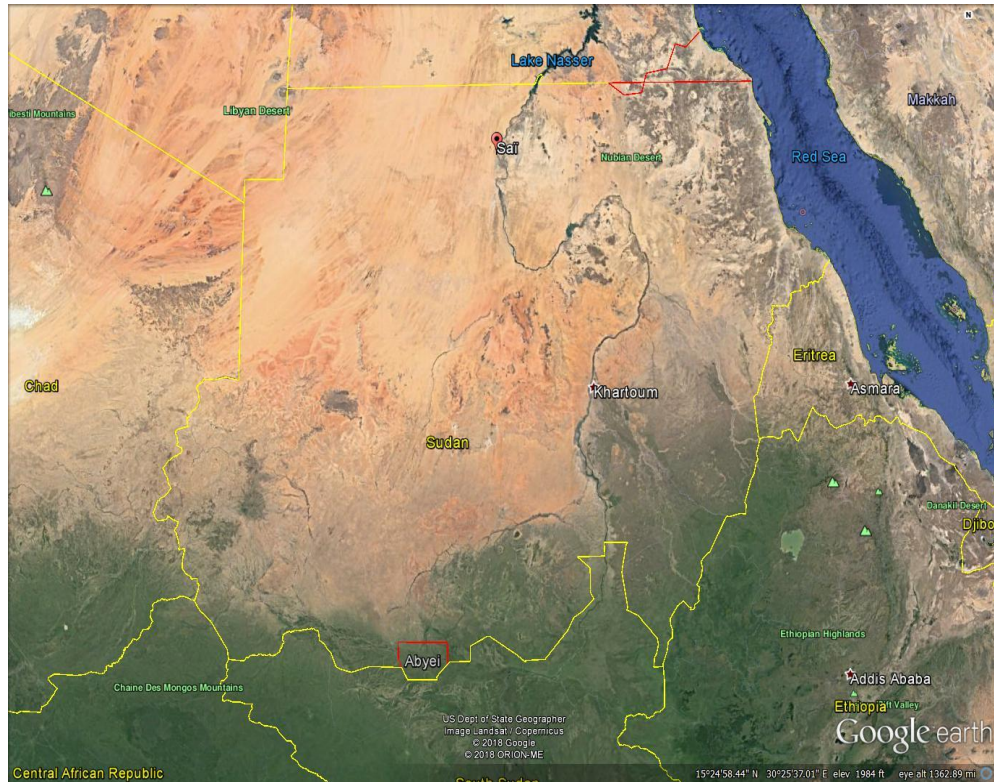 N
Lake Nasser
Libyan Desert
ibesti Mountains
Makkah
Saï
Nubian Desert
Red Sea
Eritrea
Chad
Khartoum
Asmara
Sudan
Danakil Desert
Djibo
Ethiopian Highlands
Abyei
Addis Ababa
Chaine Des Mongos Mountains
Ethiopia
ft Valley
US Dept of State Geographer
Image Landsat / Copernicus
© 2018 Google
© 2018 ORION-ME
Google earth
Central African Republic
South Sudan
15°24'58.44" N 30°25'37.01" E elev 1984 ft eye alt 1362.89 mi